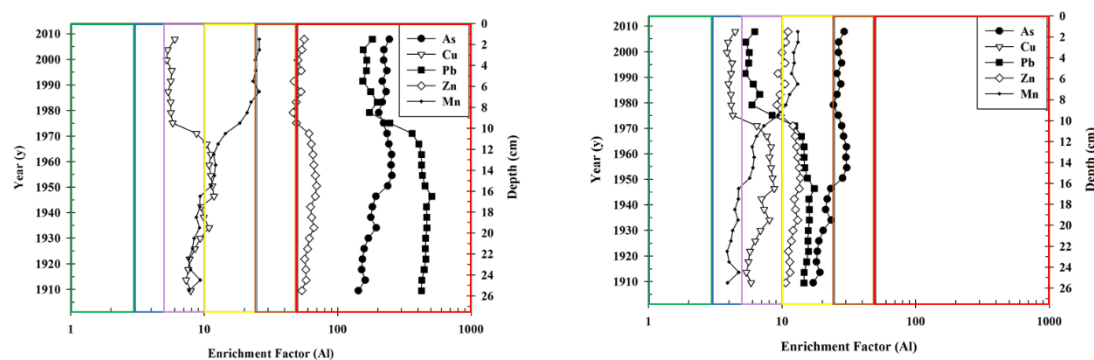 2010
2000
1990
1980
1970
1960
1950
1940
1930
1920
1910
Year (y)
0
2
4
6
8
10
12
14
16
18
20
22
24
26
Depth (cm)
As
Cu
Pb
Zn
Mn
1 10 100 1000
Enrichment Factor (Al)
2010
2000
1990
1980
1970
1960
1950
1940
1930
1920
1910
Year (y)
0
2
4
6
8
10
12
14
16
18
20
22
24
26
Depth (cm)
As
Cu
Pb
Zn
Mn
1 10 100 1000
Enrichment Factor (Al)